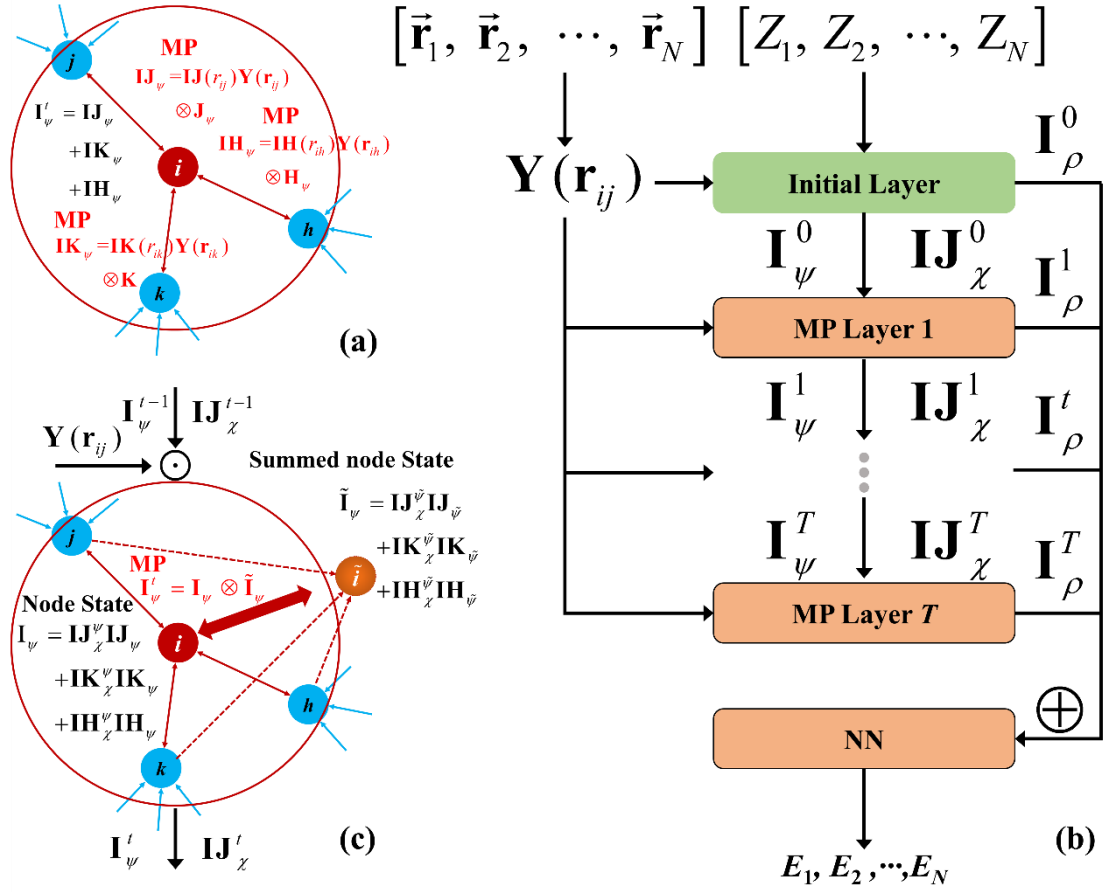 j
MP
IJ_ψ=IJ(r_ij)Y(r_ij)
⊗J_ψ
I^t_ψ = IJ_ψ
+IK_ψ
+IH_ψ
MP
IH_ψ=IH(r_ih)Y(r_ih)
⊗H_ψ
i
MP
IK_ψ=IK(r_ik)Y(r_ik)
⊗K
h
k
(a)
[r⃗_1, r⃗_2, ⋯, r⃗_N] [Z_1, Z_2, ⋯, Z_N]
Y(r_ij)
Initial Layer
I^0_ρ
I^0_ψ IJ^0_χ
I^1_ρ
MP Layer 1
I^1_ψ IJ^1_χ
I^t_ρ
I^T_ψ IJ^T_χ
I^T_ρ
MP Layer T
⊕
NN
E_1, E_2 ,⋯,E_N
(b)
I^{t-1}_ψ IJ^{t-1}_χ
Y(r_ij)
⊙
Summed node State
Ĩ_ψ = IJ^ψ̃_χ IJ_ψ̃
+IK^ψ̃_χ IK_ψ̃
+IH^ψ̃_χ IH_ψ̃
j
ĩ
MP
I^t_ψ = I_ψ ⊗ Ĩ_ψ
Node State
I_ψ = IJ^ψ_χ IJ_ψ
+IK^ψ_χ IK_ψ
+IH^ψ_χ IH_ψ
i
h
k
I^t_ψ IJ^t_χ
(c)